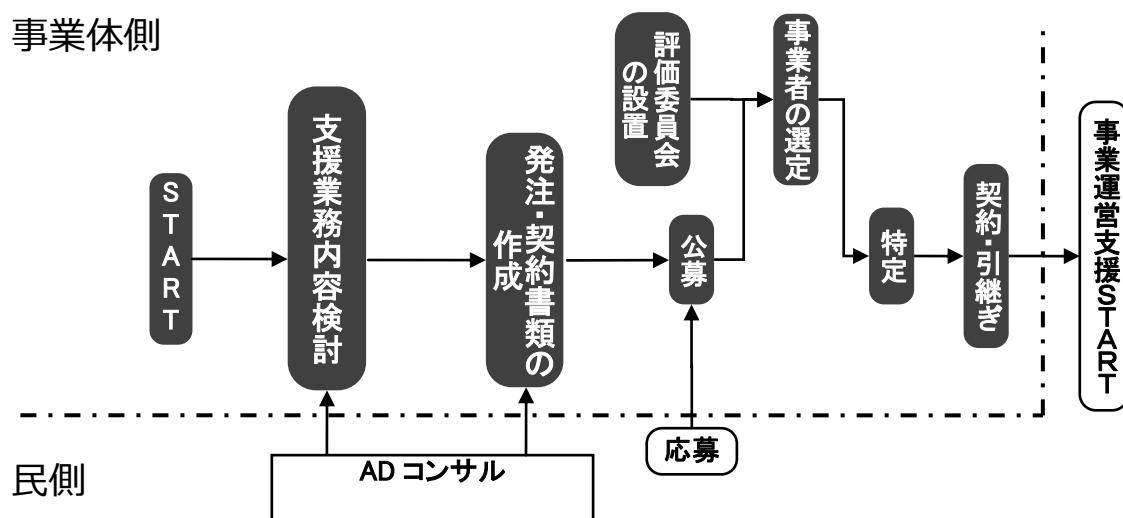 事業体側
START
支援業務内容検討
発注・契約書類の
作成
公募
評価委員会
の設置
事業者の選定
特定
契約・引継ぎ
事業運営支援START
民側
AD コンサル
応募